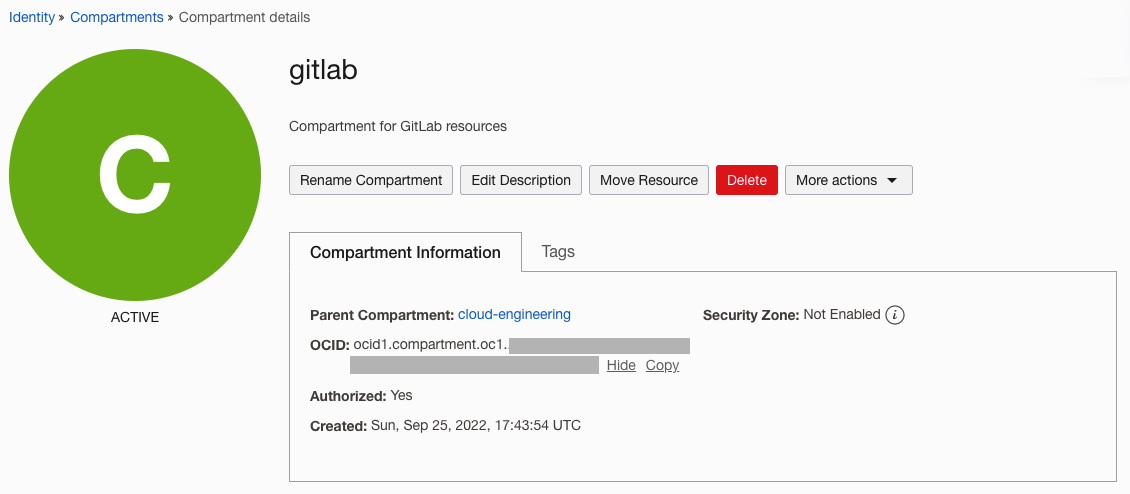 Identity » Compartments » Compartment details
C
ACTIVE
gitlab
Compartment for GitLab resources
Rename Compartment Edit Description Move Resource Delete More actions
Compartment Information Tags
Parent Compartment: cloud-engineering Security Zone: Not Enabled i
OCID: ocid1.compartment.oc1.
Hide Copy
Authorized: Yes
Created: Sun, Sep 25, 2022, 17:43:54 UTC